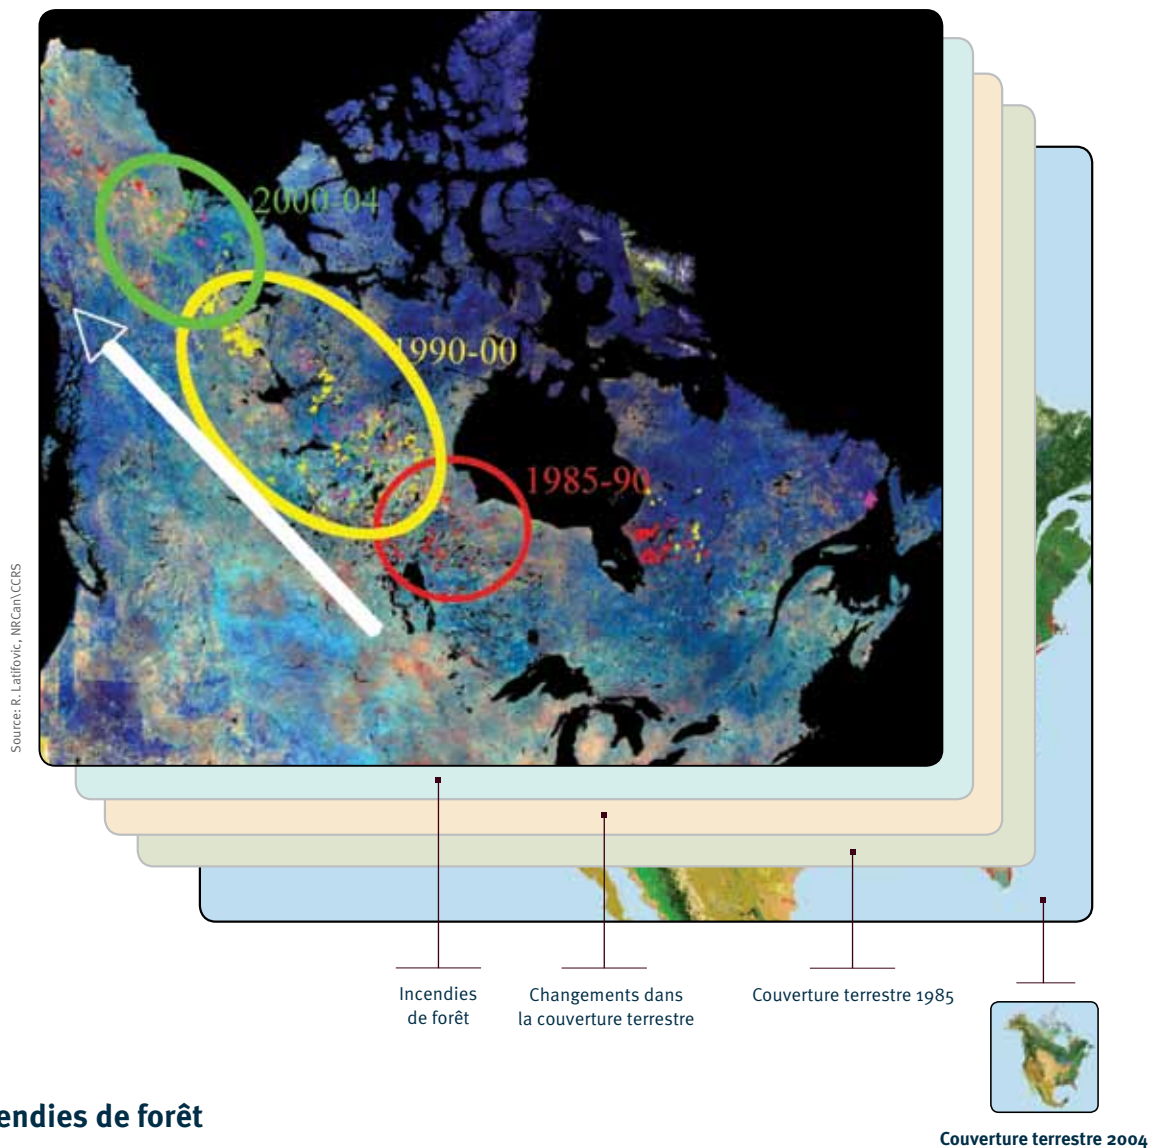 2000-04
1990-00
1985-90
Source: R. Latifovic, NRCan\CCRS
Incendies
de forêt
Changements dans
la couverture terrestre
Couverture terrestre 1985
endies de forêt
Couverture terrestre 2004